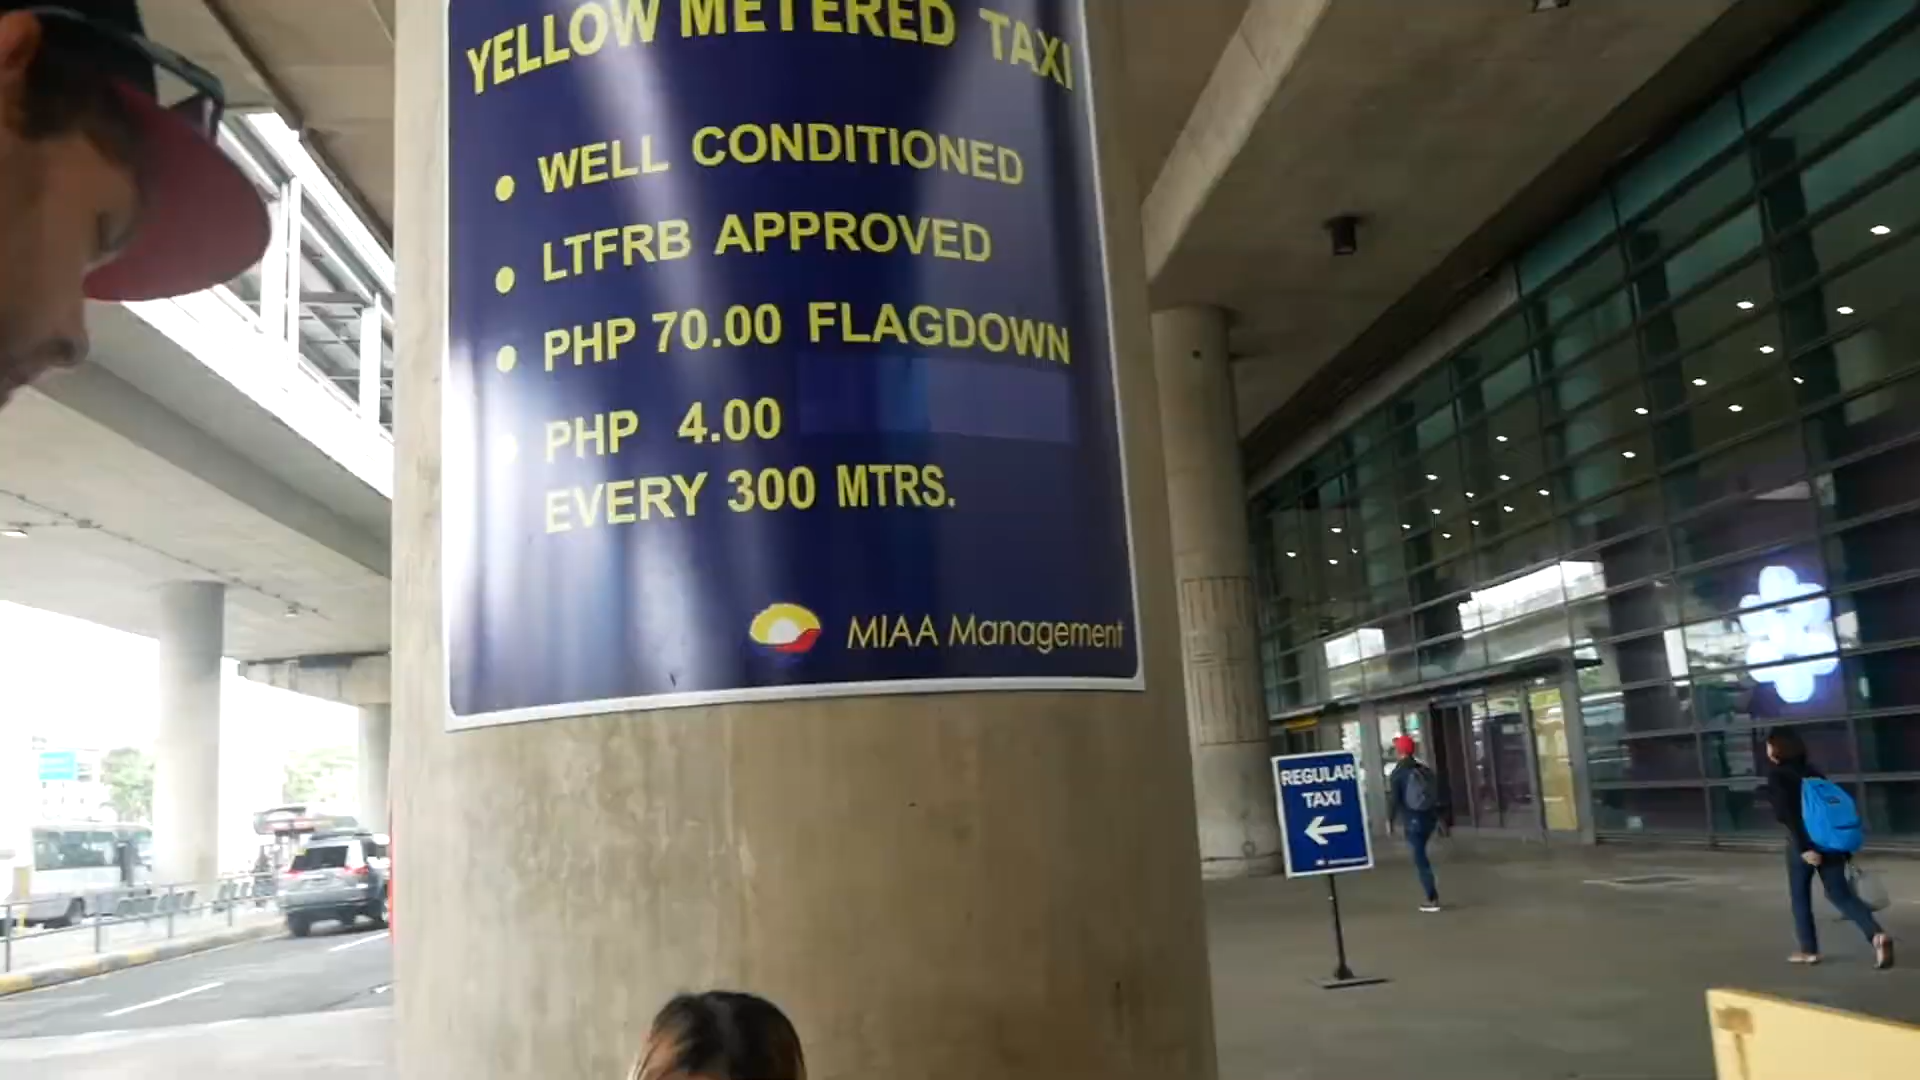 YELLOW METERED TAXI
WELL CONDITIONED
LTFRB APPROVED
PHP 70.00 FLAGDOWN
PHP 4.00
EVERY 300 MTRS.
MIAA Management
REGULAR
TAXI